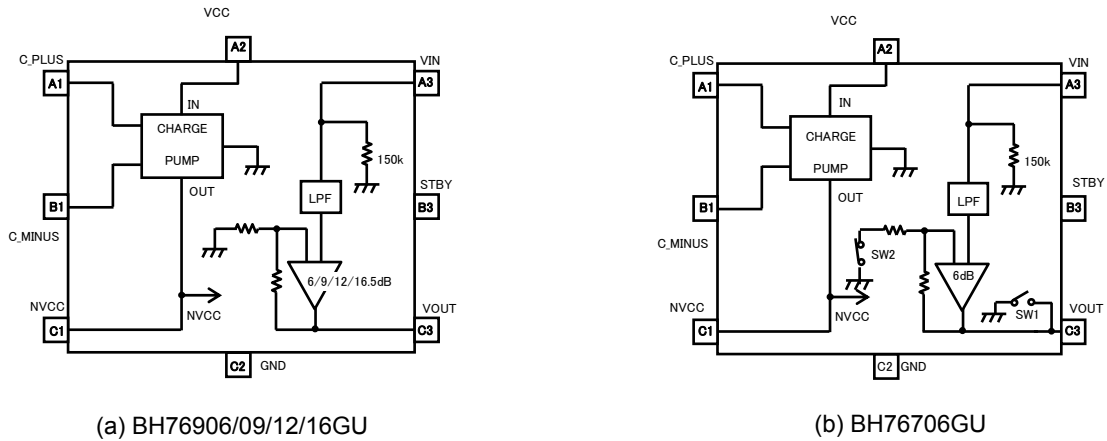 VCC
C_PLUS
A2
VIN
A1
A3
IN
CHARGE
PUMP
150k
OUT
LPF
STBY
B1
B3
C_MINUS
6/9/12/16.5dB
NVCC
NVCC
VOUT
C1
C3
C2
GND
(a) BH76906/09/12/16GU
VCC
C_PLUS
A2
VIN
A1
A3
IN
CHARGE
PUMP
150k
OUT
LPF
STBY
B1
B3
C_MINUS
SW2
6dB
NVCC
NVCC
SW1
VOUT
C1
C3
C2
GND
(b) BH76706GU